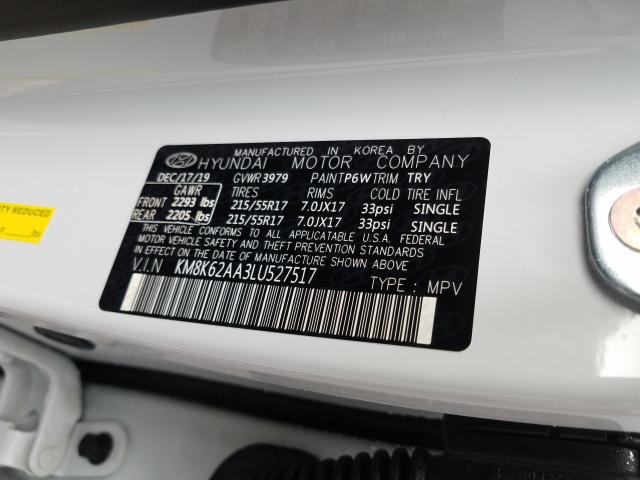 MANUFACTURED IN KOREA BY
HYUNDAI MOTOR COMPANY
DEC/17/19 GVWR 3979 PAINT P6W TRIM TRY
GAWR TIRES RIMS COLD TIRE INFL
FRONT 2293 lbs 215/55R17 7.0JX17 33psi SINGLE
REAR 2205 lbs 215/55R17 7.0JX17 33psi SINGLE
THIS VEHICLE CONFORMS TO ALL APPLICABLE U.S.A. FEDERAL
MOTOR VEHICLE SAFETY AND THEFT PREVENTION STANDARDS
IN EFFECT ON THE DATE OF MANUFACTURE SHOWN ABOVE.
V.I.N KM8K62AA3LU527517
TYPE : MPV
REDUCED